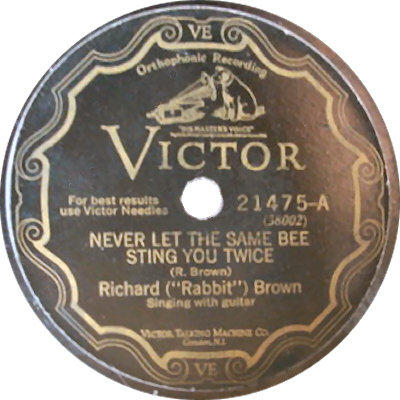 VE
Orthophonic Recording
"HIS MASTER'S VOICE"
VICTOR
For best results
use Victor Needles
21475-A
(38002)
NEVER LET THE SAME BEE
STING YOU TWICE
(R. Brown)
Richard ("Rabbit") Brown
Singing with guitar
VICTOR TALKING MACHINE CO.
Camden, N.J.
VE